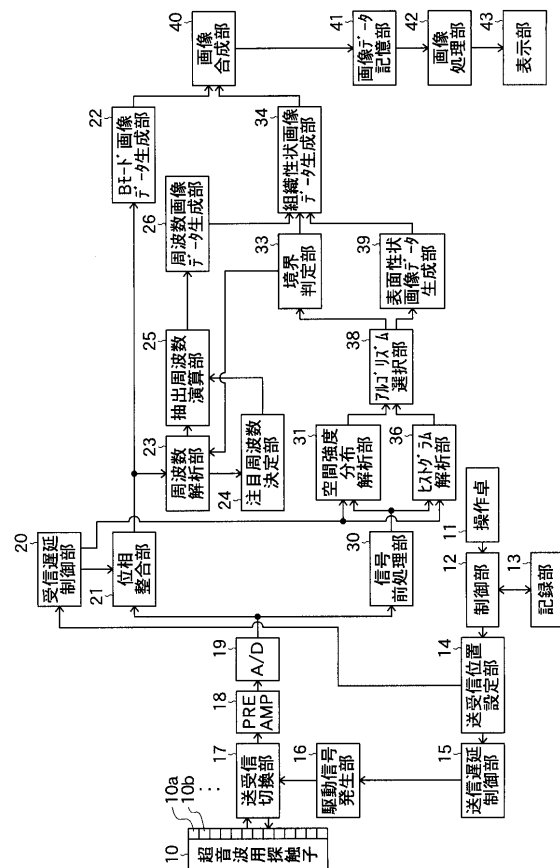 10a
10b
10
超音波用探触子
17
送受信
切換部
18
PRE
AMP
19
A/D
16
駆動信号
発生部
15
送信遅延
制御部
14
送受信位置
設定部
12
制御部
11
操作卓
13
記録部
20
受信遅延
制御部
21
位相
整合部
30
信号
前処理部
23
周波数
解析部
24
注目周波数
決定部
25
抽出周波数
演算部
26
周波数画像
データ生成部
22
Bモード画像
データ生成部
31
空間強度
分布
解析部
36
ヒストグラム
解析部
38
アルゴリズム
選択部
33
境界
判定部
39
表面性状
画像データ
生成部
34
組織性状画像
データ生成部
40
画像
合成部
41
画像データ
記憶部
42
画像
処理部
43
表示部